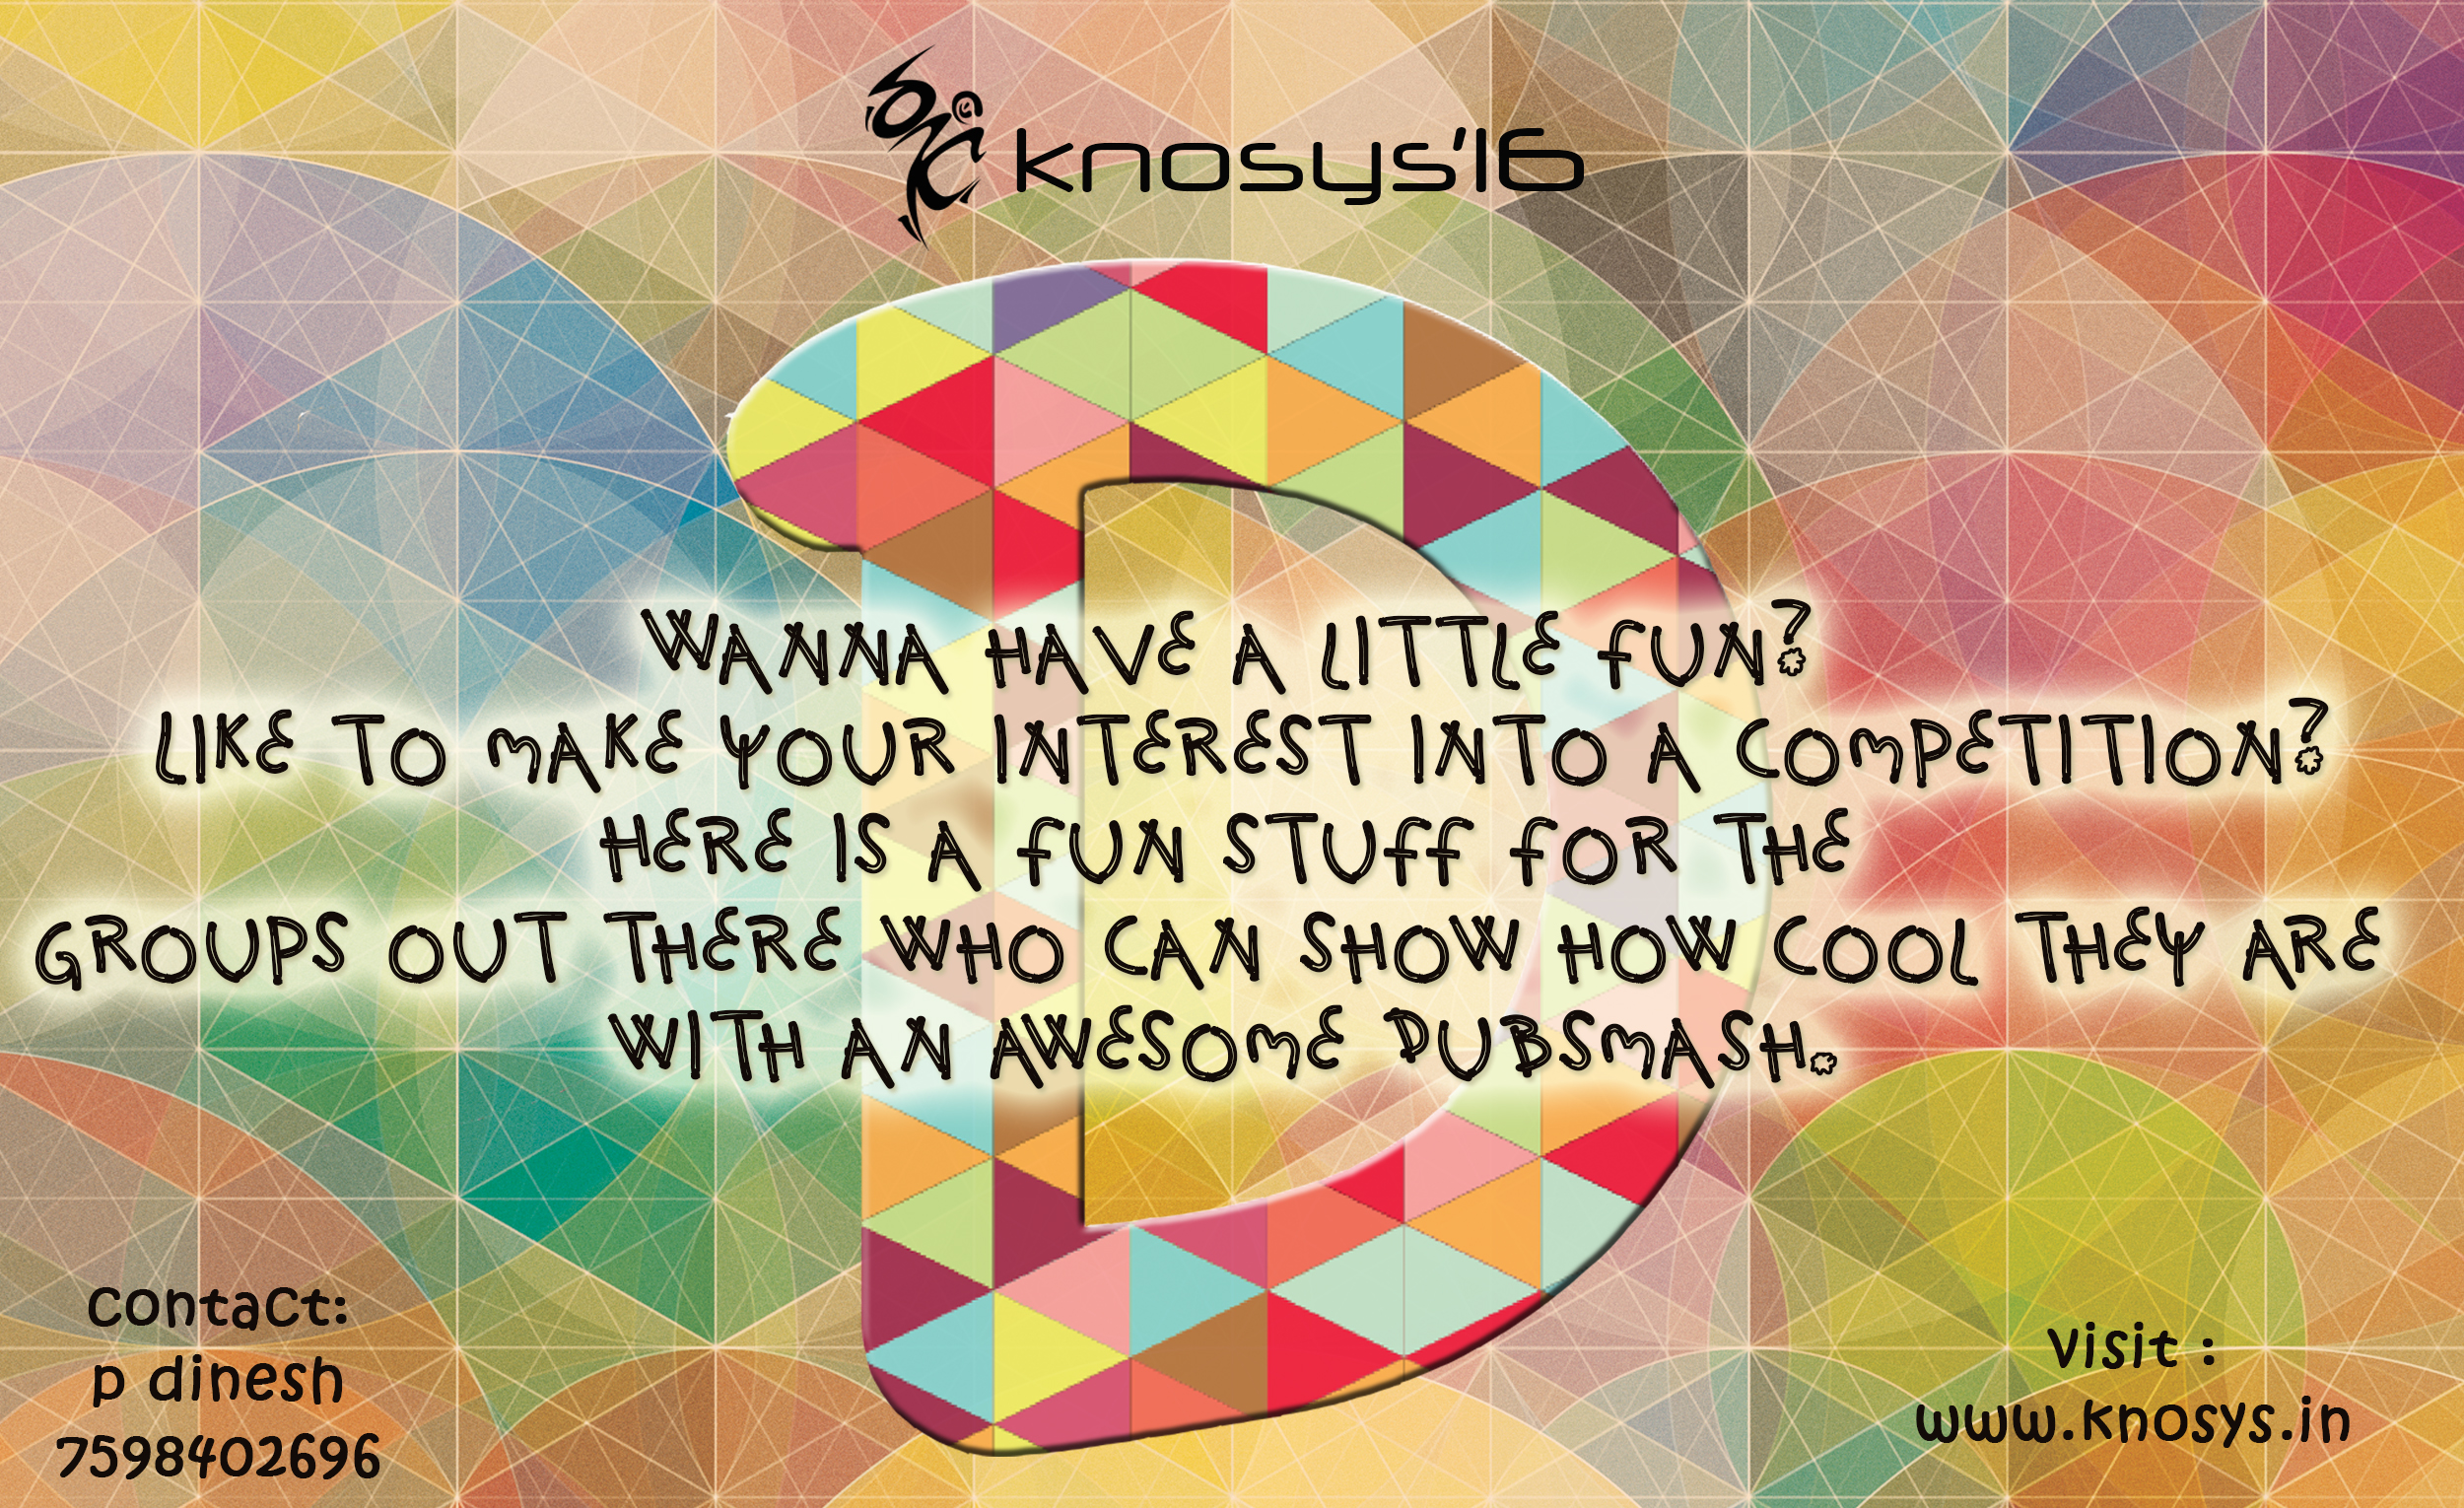 knosys'16
WANNA HAVE A LITTLE FUN?
LIKE TO MAKE YOUR INTEREST INTO A COMPETITION?
HERE IS A FUN STUFF FOR THE
GROUPS OUT THERE WHO CAN SHOW HOW COOL THEY ARE
WITH AN AWESOME DUBSMASH.
Contact:
p dinesh
7598402696
Visit :
www.knosys.in